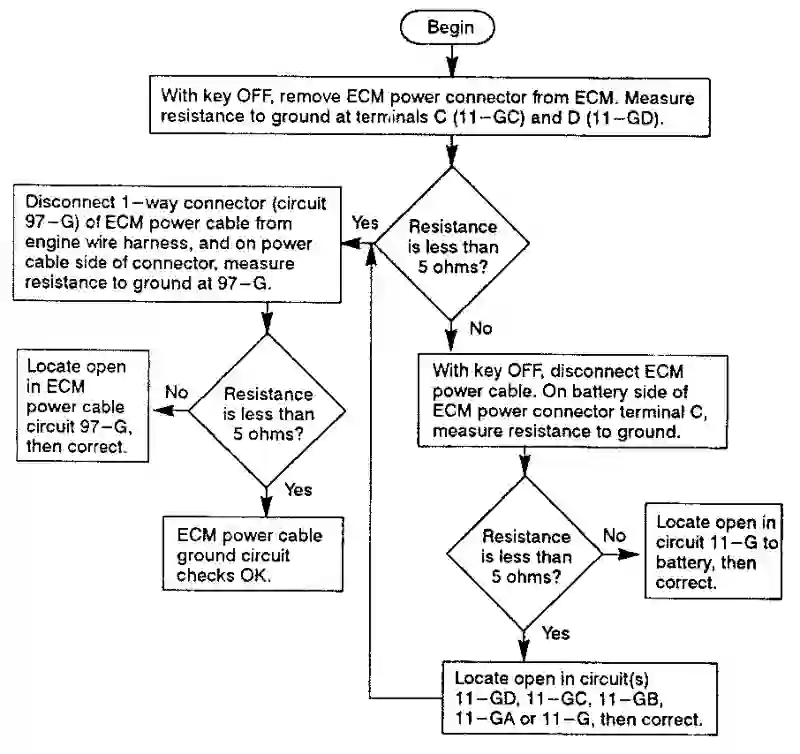 Begin
With key OFF, remove ECM power connector from ECM. Measure
resistance to ground at terminals C (11–GC) and D (11–GD).
Disconnect 1–way connector (circuit
97–G) of ECM power cable from
engine wire harness, and on power
cable side of connector, measure
resistance to ground at 97–G.
Yes
Resistance
is less than
5 ohms?
No
Locate open
in ECM
power cable
circuit 97–G,
then correct.
No
Resistance
is less than
5 ohms?
Yes
ECM power cable
ground circuit
checks OK.
With key OFF, disconnect ECM
power cable. On battery side of
ECM power connector terminal C,
measure resistance to ground.
Resistance
is less than
5 ohms?
No
Locate open in
circuit 11–G to
battery, then
correct.
Yes
Locate open in circuit(s)
11–GD, 11–GC, 11–GB,
11–GA or 11–G, then correct.